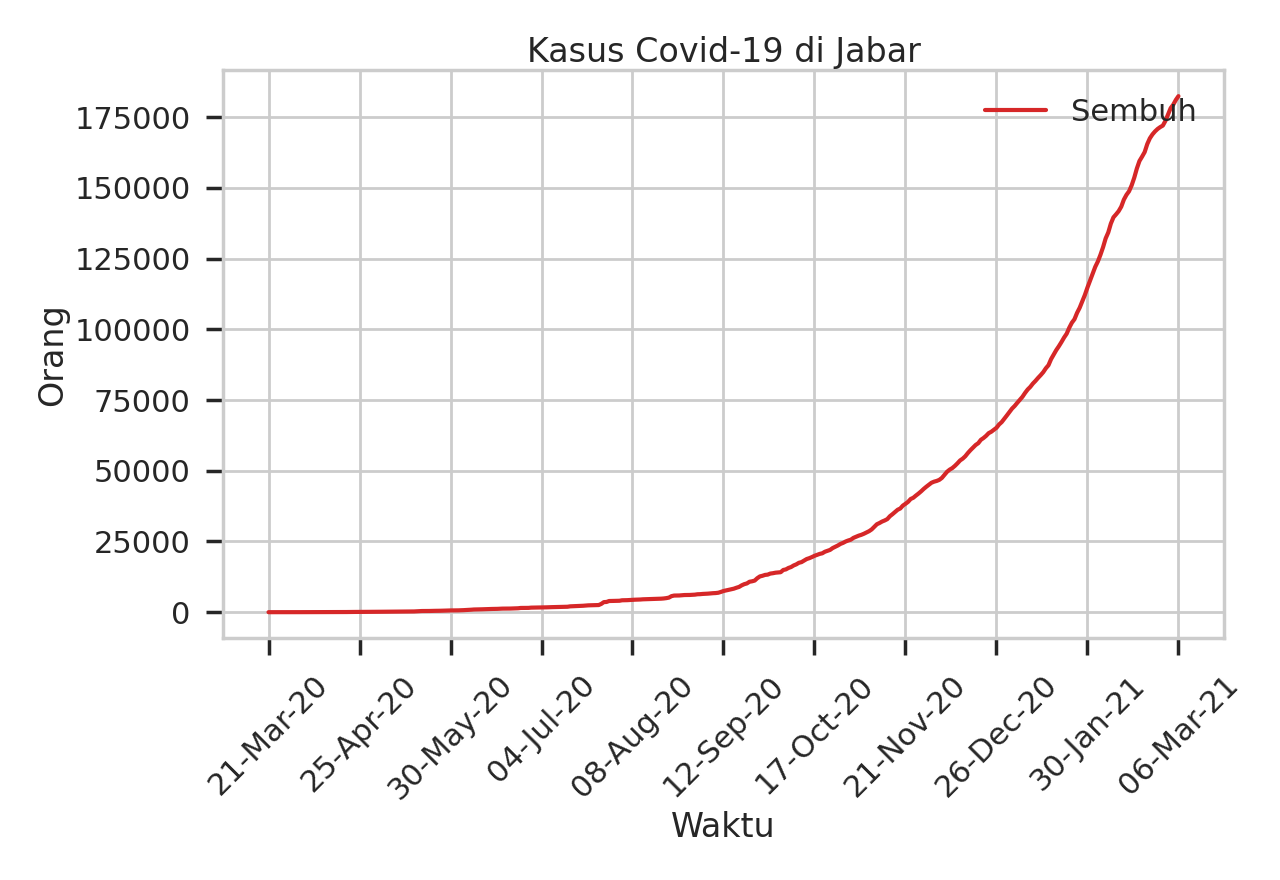 Kasus Covid-19 di Jabar
Sembuh
Orang
175000
150000
125000
100000
75000
50000
25000
0
21-Mar-20
25-Apr-20
30-May-20
04-Jul-20
08-Aug-20
12-Sep-20
17-Oct-20
21-Nov-20
26-Dec-20
30-Jan-21
06-Mar-21
Waktu